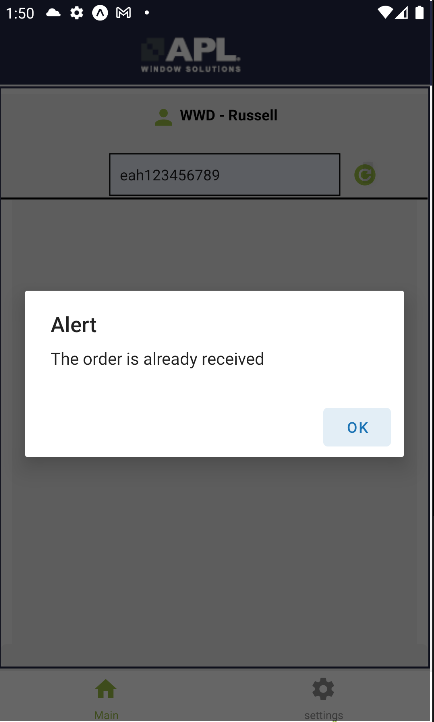 1:50
APL.
WINDOW SOLUTIONS
WWD - Russell
eah123456789
Alert
The order is already received
OK
Main
settings